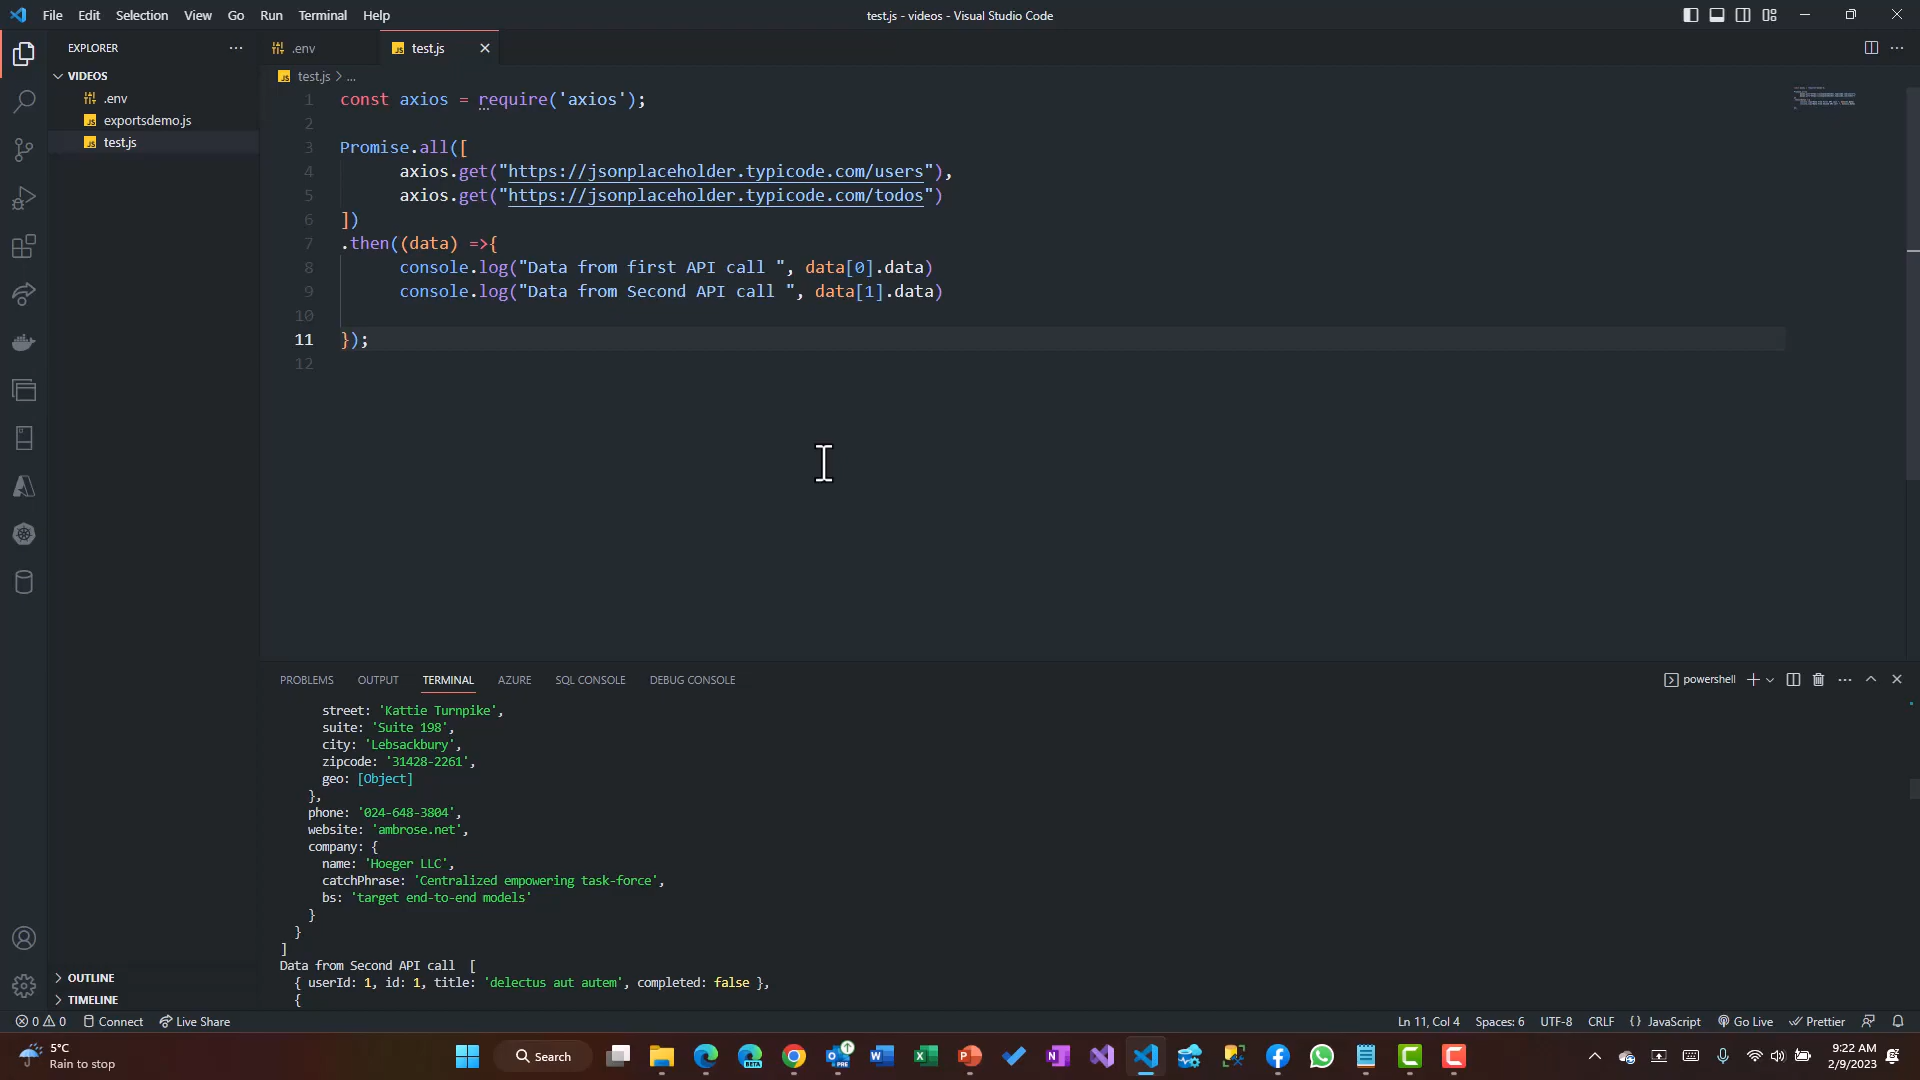 File Edit Selection View Go Run Terminal Help
test.js - videos - Visual Studio Code
EXPLORER
VIDEOS
.env
exportsdemo.js
test.js
OUTLINE
TIMELINE
.env
test.js
test.js > ...
1 const axios = require('axios');
2
3 Promise.all([
4 axios.get("https://jsonplaceholder.typicode.com/users"),
5 axios.get("https://jsonplaceholder.typicode.com/todos")
6 ])
7 .then((data) =>{
8 console.log("Data from first API call ", data[0].data)
9 console.log("Data from Second API call ", data[1].data)
10
11 });
12
PROBLEMS OUTPUT TERMINAL AZURE SQL CONSOLE DEBUG CONSOLE
powershell
street: 'Kattie Turnpike',
suite: 'Suite 198',
city: 'Lebsackbury',
zipcode: '31428-2261',
geo: [Object]
},
phone: '024-648-3804',
website: 'ambrose.net',
company: {
name: 'Hoeger LLC',
catchPhrase: 'Centralized empowering task-force',
bs: 'target end-to-end models'
}
}
]
Data from Second API call [
{ userId: 1, id: 1, title: 'delectus aut autem', completed: false },
{
0 0 Connect Live Share
Ln 11, Col 4 Spaces: 6 UTF-8 CRLF {} JavaScript Go Live Prettier
5°C
Rain to stop
Search
BETA
PRE
9:22 AM
2/9/2023